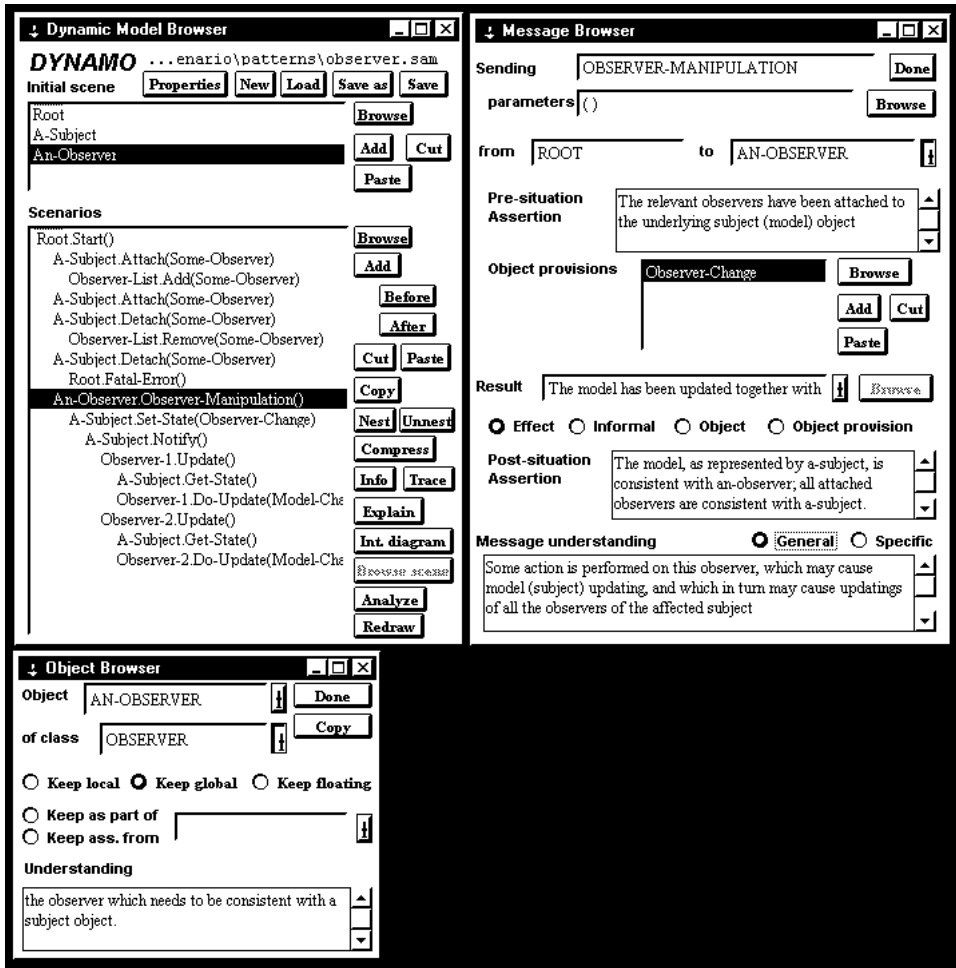 Dynamic Model Browser
DYNAMO ...enario\patterns\observer.sam
Initial scene Properties New Load Save as Save
Root
A-Subject
An-Observer
Browse
Add Cut
Paste
Scenarios
Root.Start()
A-Subject.Attach(Some-Observer)
Observer-List.Add(Some-Observer)
A-Subject.Attach(Some-Observer)
A-Subject.Detach(Some-Observer)
Observer-List.Remove(Some-Observer)
A-Subject.Detach(Some-Observer)
Root.Fatal-Error()
An-Observer.Observer-Manipulation()
A-Subject.Set-State(Observer-Change)
A-Subject.Notify()
Observer-1.Update()
A-Subject.Get-State()
Observer-1.Do-Update(Model-Cha
Observer-2.Update()
A-Subject.Get-State()
Observer-2.Do-Update(Model-Cha
Browse
Add
Before
After
Cut Paste
Copy
Nest Unnest
Compress
Info Trace
Explain
Int. diagram
Browse scene
Analyze
Redraw
Message Browser
Sending OBSERVER-MANIPULATION Done
parameters () Browse
from ROOT to AN-OBSERVER
Pre-situation
Assertion
The relevant observers have been attached to
the underlying subject (model) object
Object provisions Observer-Change Browse
Add Cut
Paste
Result The model has been updated together with Browse
Effect Informal Object Object provision
Post-situation
Assertion
The model, as represented by a-subject, is
consistent with an-observer; all attached
observers are consistent with a-subject.
Message understanding General Specific
Some action is performed on this observer, which may cause
model (subject) updating, and which in turn may cause updatings
of all the observers of the affected subject
Object Browser
Object AN-OBSERVER Done
Copy
of class OBSERVER
Keep local Keep global Keep floating
Keep as part of
Keep ass. from
Understanding
the observer which needs to be consistent with a
subject object.